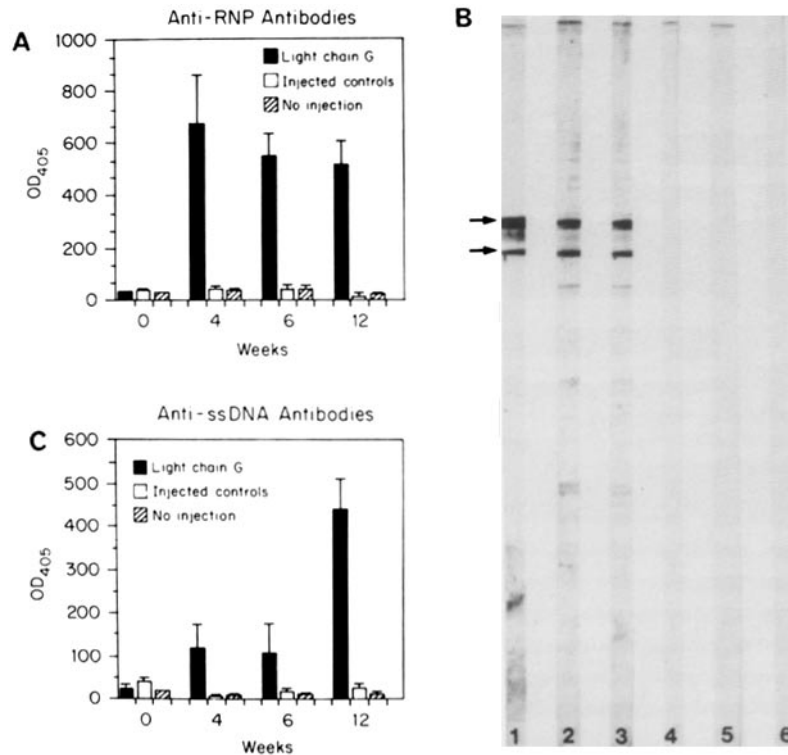 A
Anti-RNP Antibodies
1000
800
600
400
200
0
OD405
Light chain G
Injected controls
No injection
0 4 6 12
Weeks
B
1 2 3 4 5 6
C
Anti-ssDNA Antibodies
600
500
400
300
200
100
0
OD405
Light chain G
Injected controls
No injection
0 4 6 12
Weeks